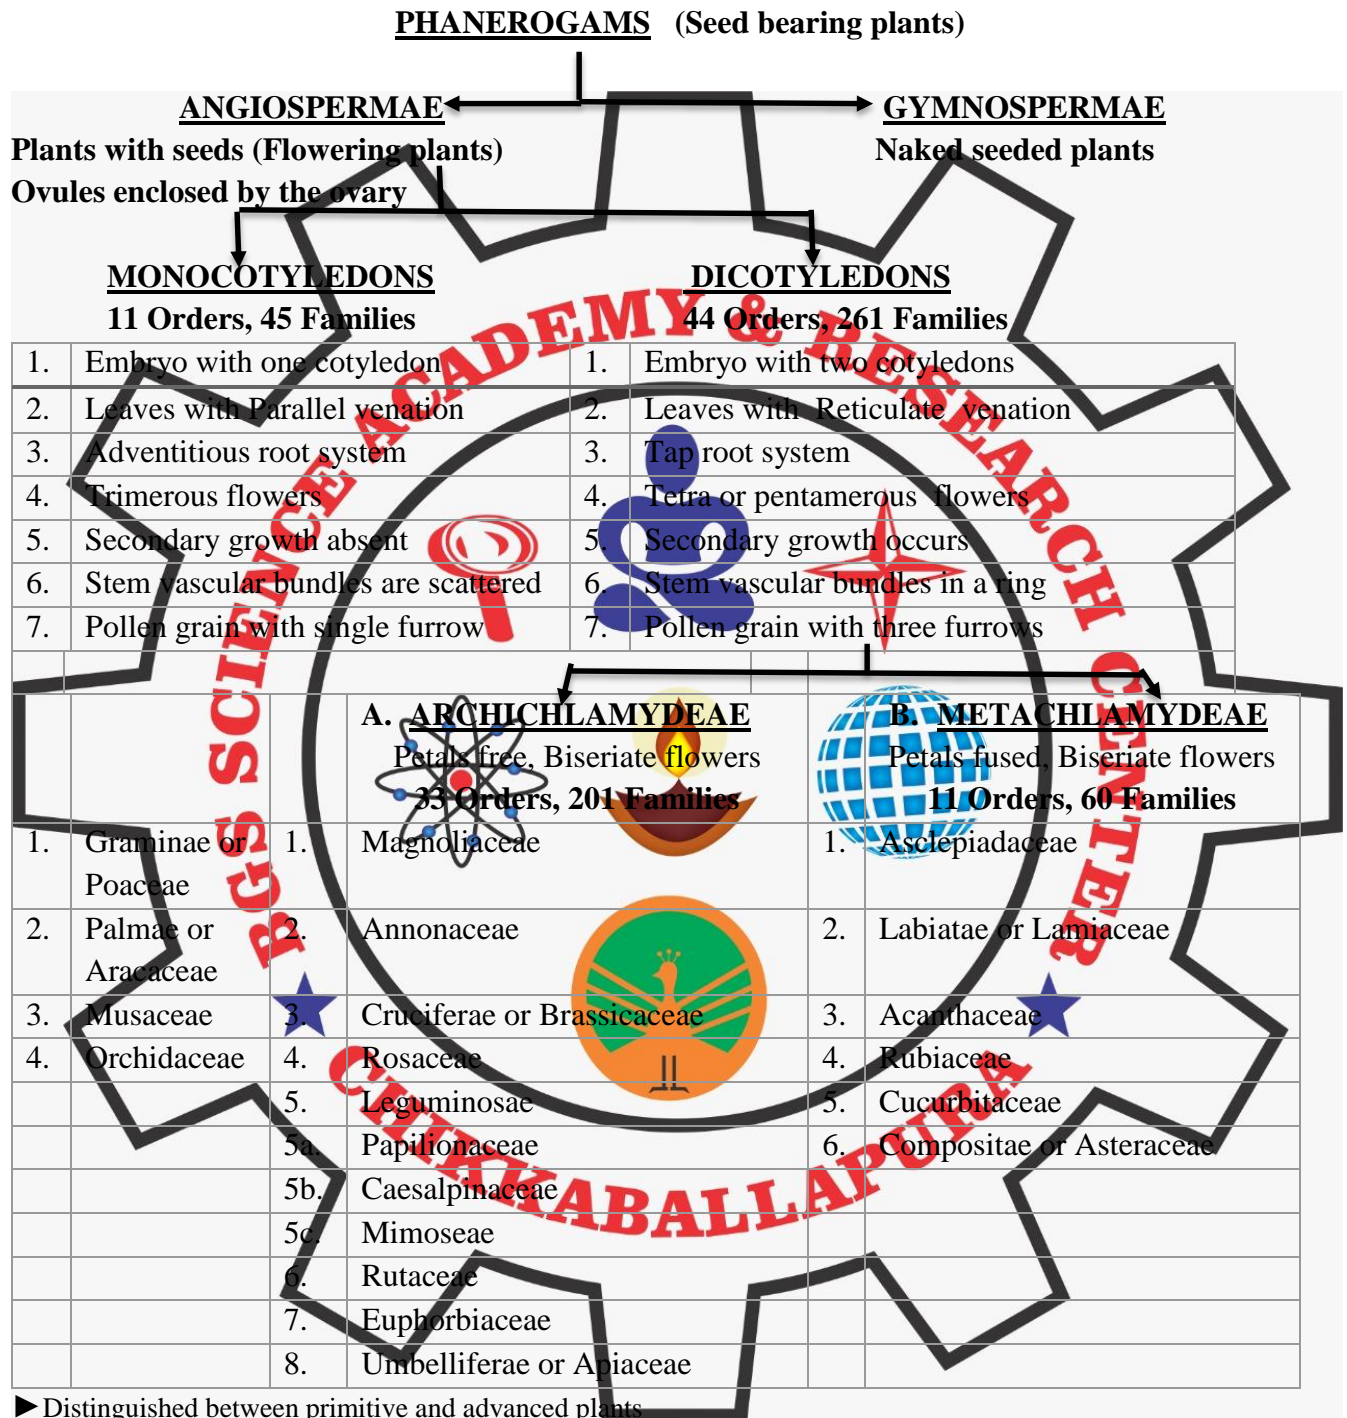 PHANEROGAMS (Seed bearing plants)
ANGIOSPERMAE GYMNOSPERMAE
Plants with seeds (Flowering plants) Naked seeded plants
Ovules enclosed by the ovary
MONOCOTYLEDONS DICOTYLEDONS
11 Orders, 45 Families 44 Orders, 261 Families
1. Embryo with one cotyledon 1. Embryo with two cotyledons
2. Leaves with Parallel venation 2. Leaves with Reticulate venation
3. Adventitious root system 3. Tap root system
4. Trimerous flowers 4. Tetra or pentamerous flowers
5. Secondary growth absent 5. Secondary growth occurs
6. Stem vascular bundles are scattered 6. Stem vascular bundles in a ring
7. Pollen grain with single furrow 7. Pollen grain with three furrows
A. ARCHICHLAMYDEAE B. METACHLAMYDEAE
Petals free, Biseriate flowers Petals fused, Biseriate flowers
33 Orders, 201 Families 11 Orders, 60 Families
1. Graminae or 1. Magnoliaceae 1. Asclepiadaceae
Poaceae
2. Palmae or 2. Annonaceae 2. Labiatae or Lamiaceae
Aracaceae
3. Musaceae 3. Cruciferae or Brassicaceae 3. Acanthaceae
4. Orchidaceae 4. Rosaceae 4. Rubiaceae
5. Leguminosae 5. Cucurbitaceae
5a. Papilionaceae 6. Compositae or Asteraceae
5b. Caesalpinaceae
5c. Mimoseae
6. Rutaceae
7. Euphorbiaceae
8. Umbelliferae or Apiaceae
►Distinguished between primitive and advanced plants
BGS SCIENCE ACADEMY & RESEARCH CENTER
CHIKKABALLAPURA